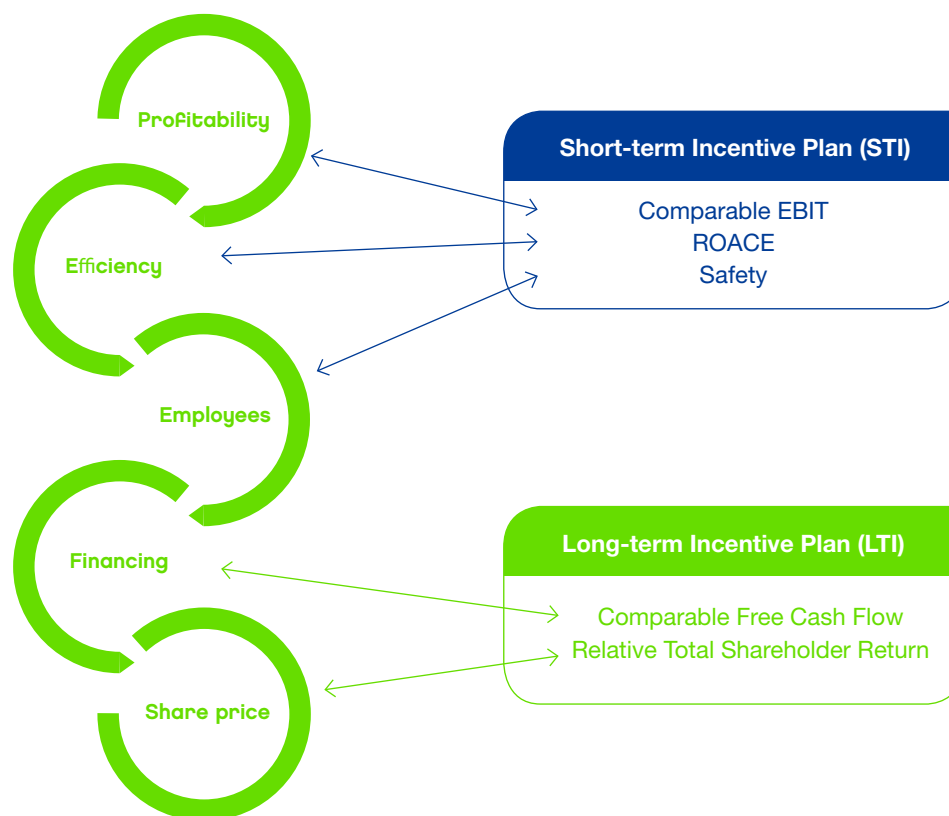 Profitability
Efficiency
Employees
Financing
Share price
Short-term Incentive Plan (STI)
Comparable EBIT
ROACE
Safety
Long-term Incentive Plan (LTI)
Comparable Free Cash Flow
Relative Total Shareholder Return